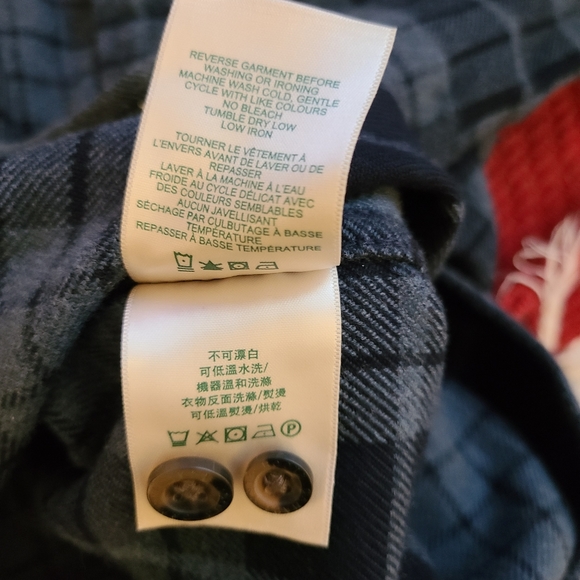 REVERSE GARMENT BEFORE
WASHING OR IRONING
MACHINE WASH COLD, GENTLE
CYCLE WITH LIKE COLOURS
NO BLEACH
TUMBLE DRY LOW
LOW IRON
TOURNER LE VÊTEMENT À
L'ENVERS AVANT DE LAVER OU DE
REPASSER
LAVER À LA MACHINE À L'EAU
FROIDE AU CYCLE DÉLICAT AVEC
DES COULEURS SEMBLABLES
AUCUN JAVELLISANT
SÉCHAGE PAR CULBUTAGE À BASSE
TEMPÉRATURE
REPASSER À BASSE TEMPÉRATURE
不可漂白
可低溫水洗/
機器溫和洗滌
衣物反面洗滌/熨燙
可低溫熨燙/烘乾
P